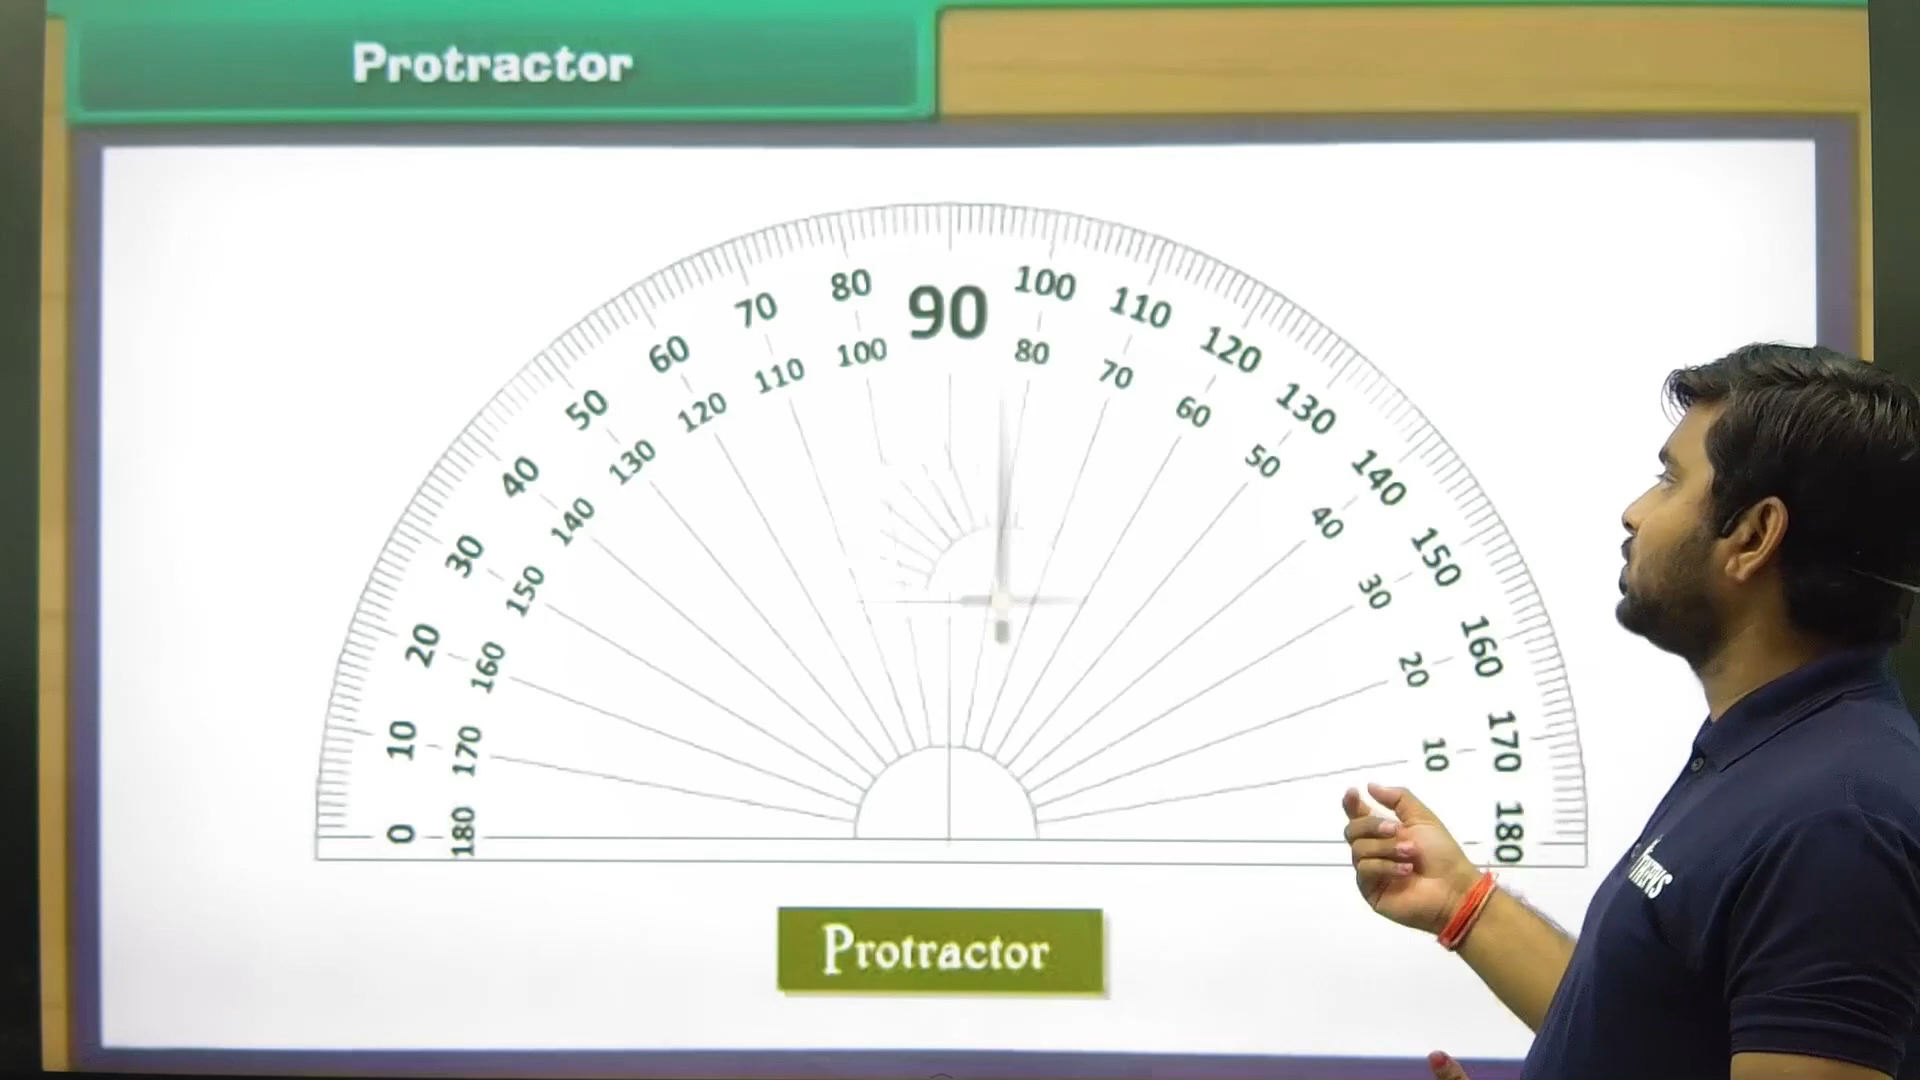 Protractor
0 10 20 30 40 50 60 70 80 90 100 110 120 130 140 150 160 170 180
180 170 160 150 140 130 120 110 100 80 70 60 50 40 30 20 10
Protractor